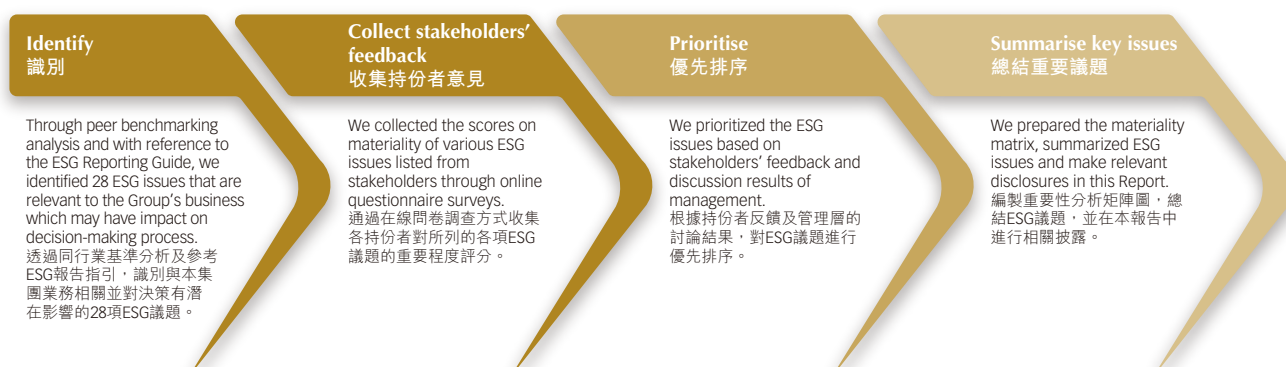 Identify
識別
Through peer benchmarking
analysis and with reference to
the ESG Reporting Guide, we
identified 28 ESG issues that are
relevant to the Group's business
which may have impact on
decision-making process.
透過同行業基準分析及參考
ESG報告指引，識別與本集
團業務相關並對決策有潛
在影響的28項ESG議題。
Collect stakeholders'
feedback
收集持份者意見
We collected the scores on
materiality of various ESG
issues listed from
stakeholders through online
questionnaire surveys.
通過在線問卷調查方式收集
各持份者對所列的各項ESG
議題的重要程度評分。
Prioritise
優先排序
We prioritized the ESG
issues based on
stakeholders' feedback and
discussion results of
management.
根據持份者反饋及管理層的
討論結果，對ESG議題進行
優先排序。
Summarise key issues
總結重要議題
We prepared the materiality
matrix, summarized ESG
issues and make relevant
disclosures in this Report.
編製重要性分析矩陣圖，總
結ESG議題，並在本報告中
進行相關披露。